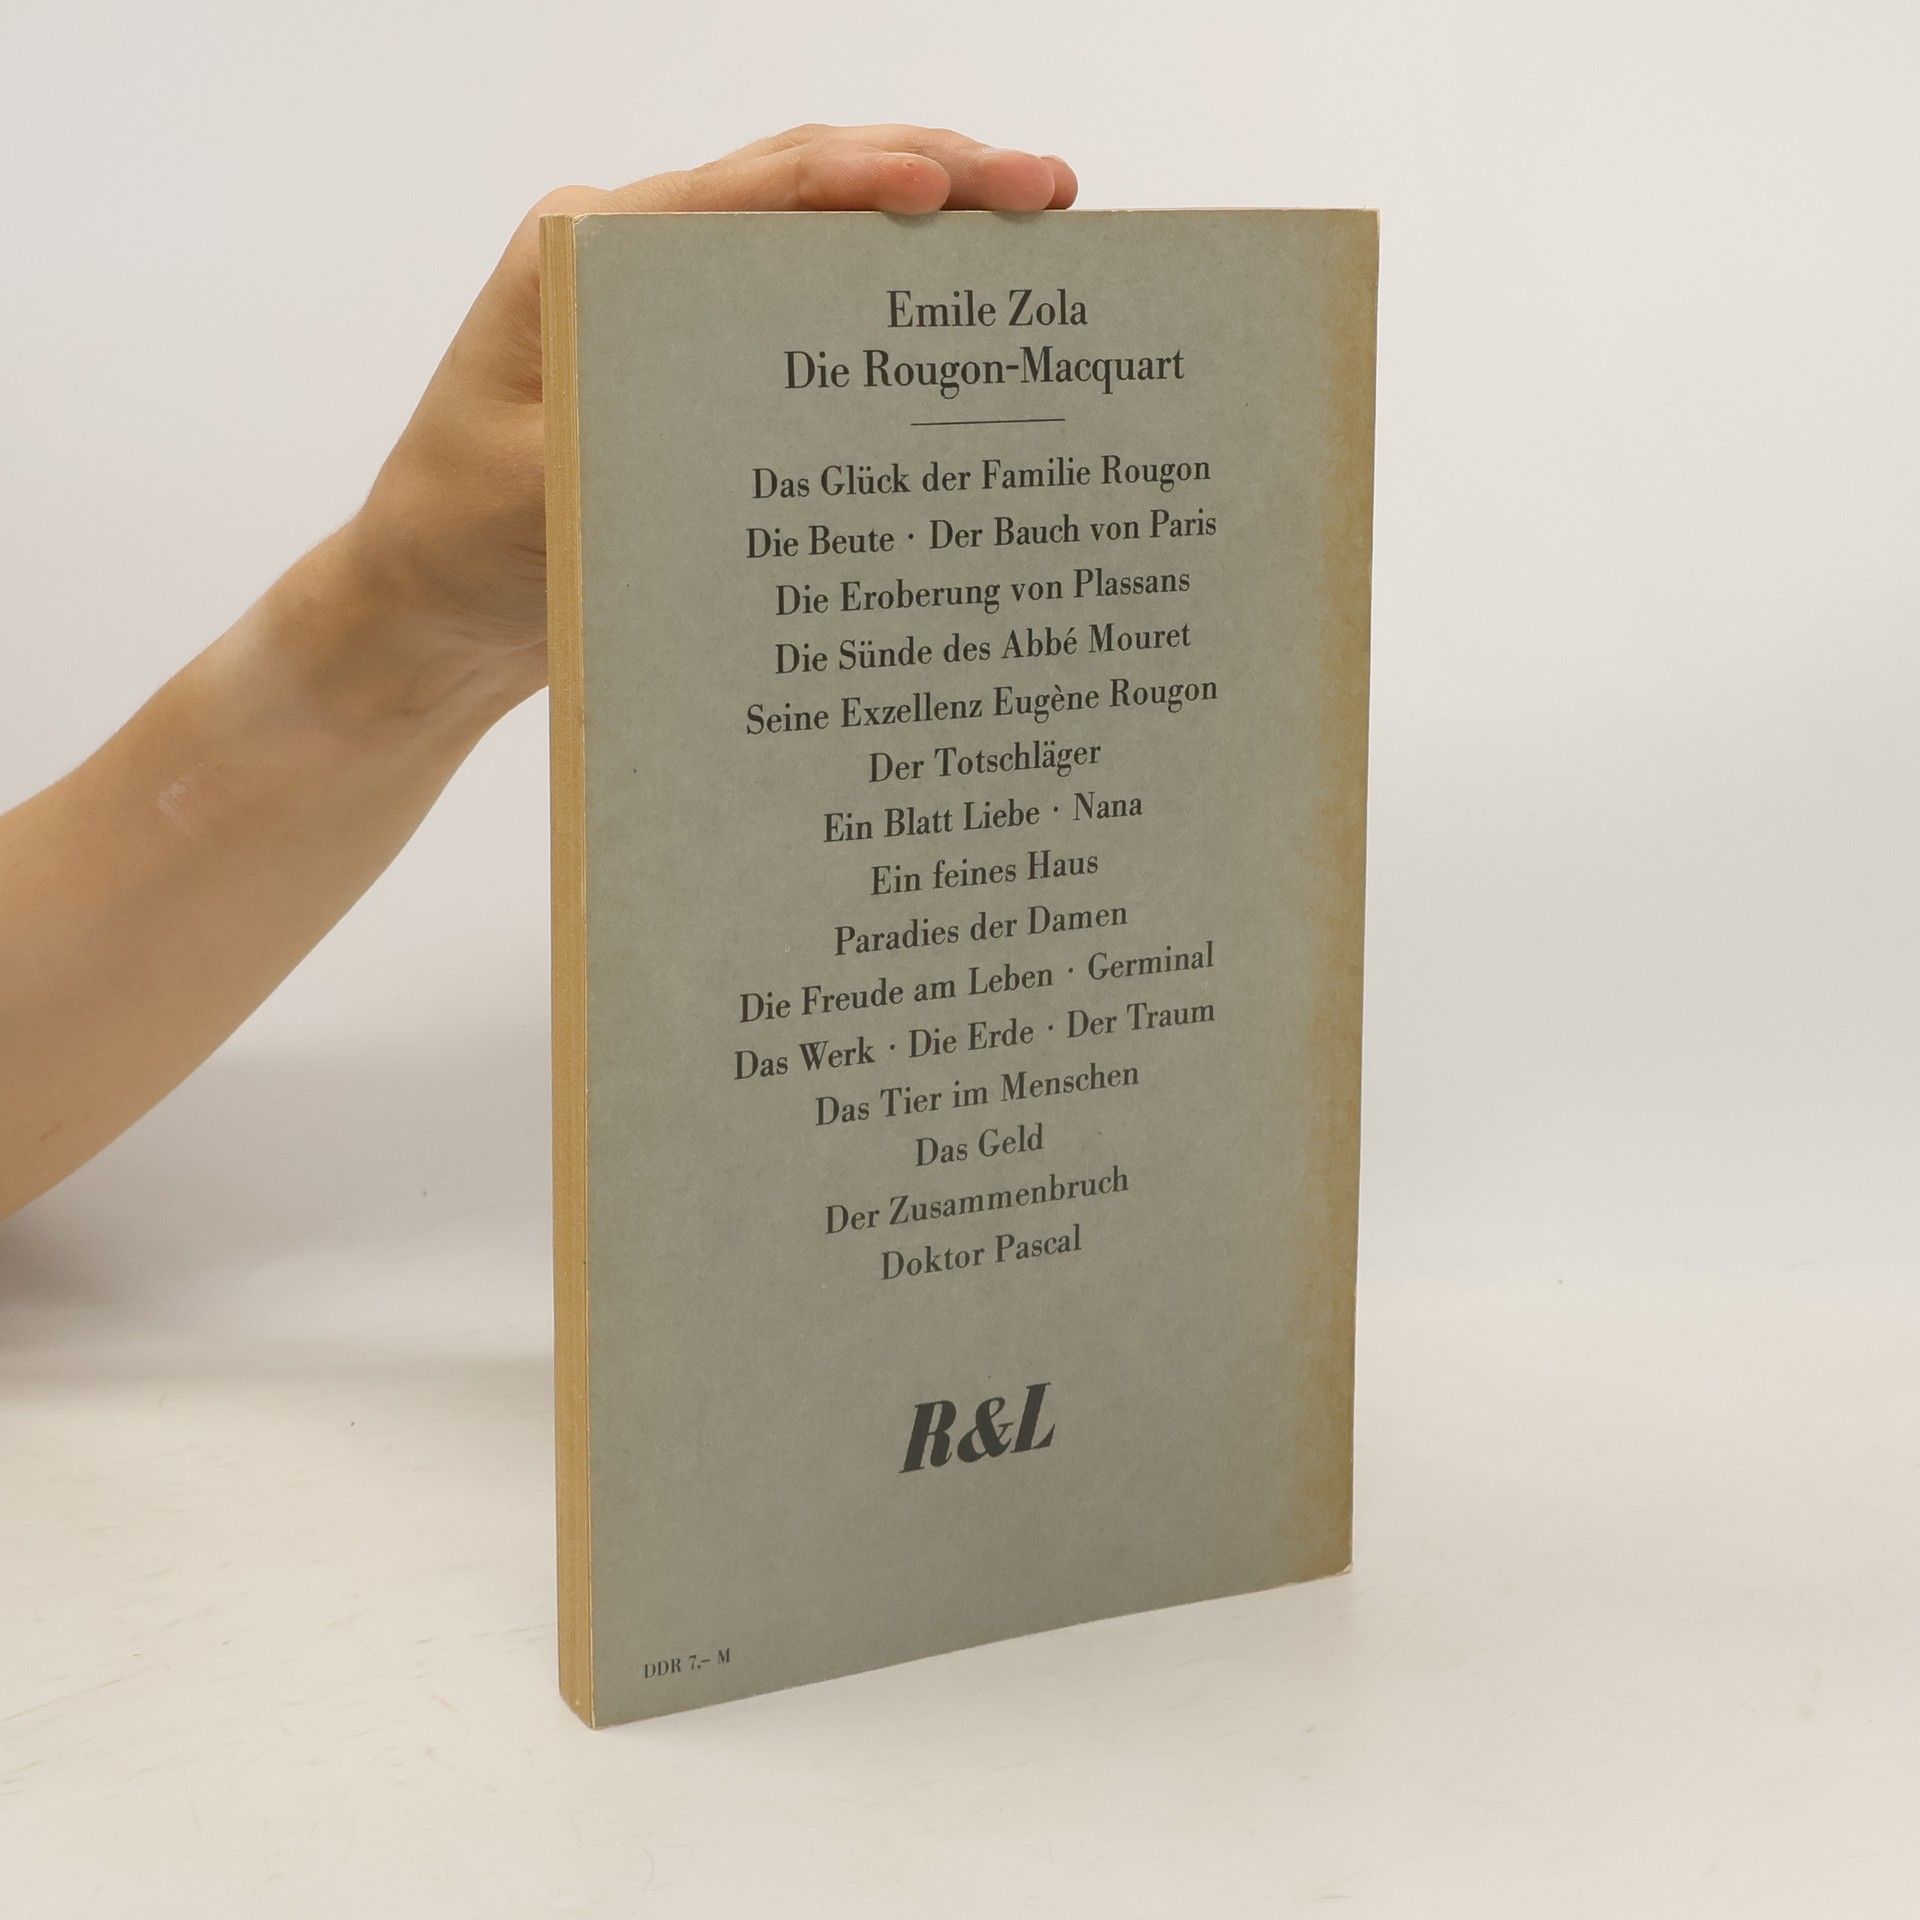 Emile Zola
Die Rougon-Macquart
Das Glück der Familie Rougon
Die Beute · Der Bauch von Paris
Die Eroberung von Plassans
Die Sünde des Abbé Mouret
Seine Exzellenz Eugène Rougon
Der Totschläger
Ein Blatt Liebe · Nana
Ein feines Haus
Paradies der Damen
Die Freude am Leben · Germinal
Das Werk · Die Erde · Der Traum
Das Tier im Menschen
Das Geld
Der Zusammenbruch
Doktor Pascal
R&L
DDR 7,– M